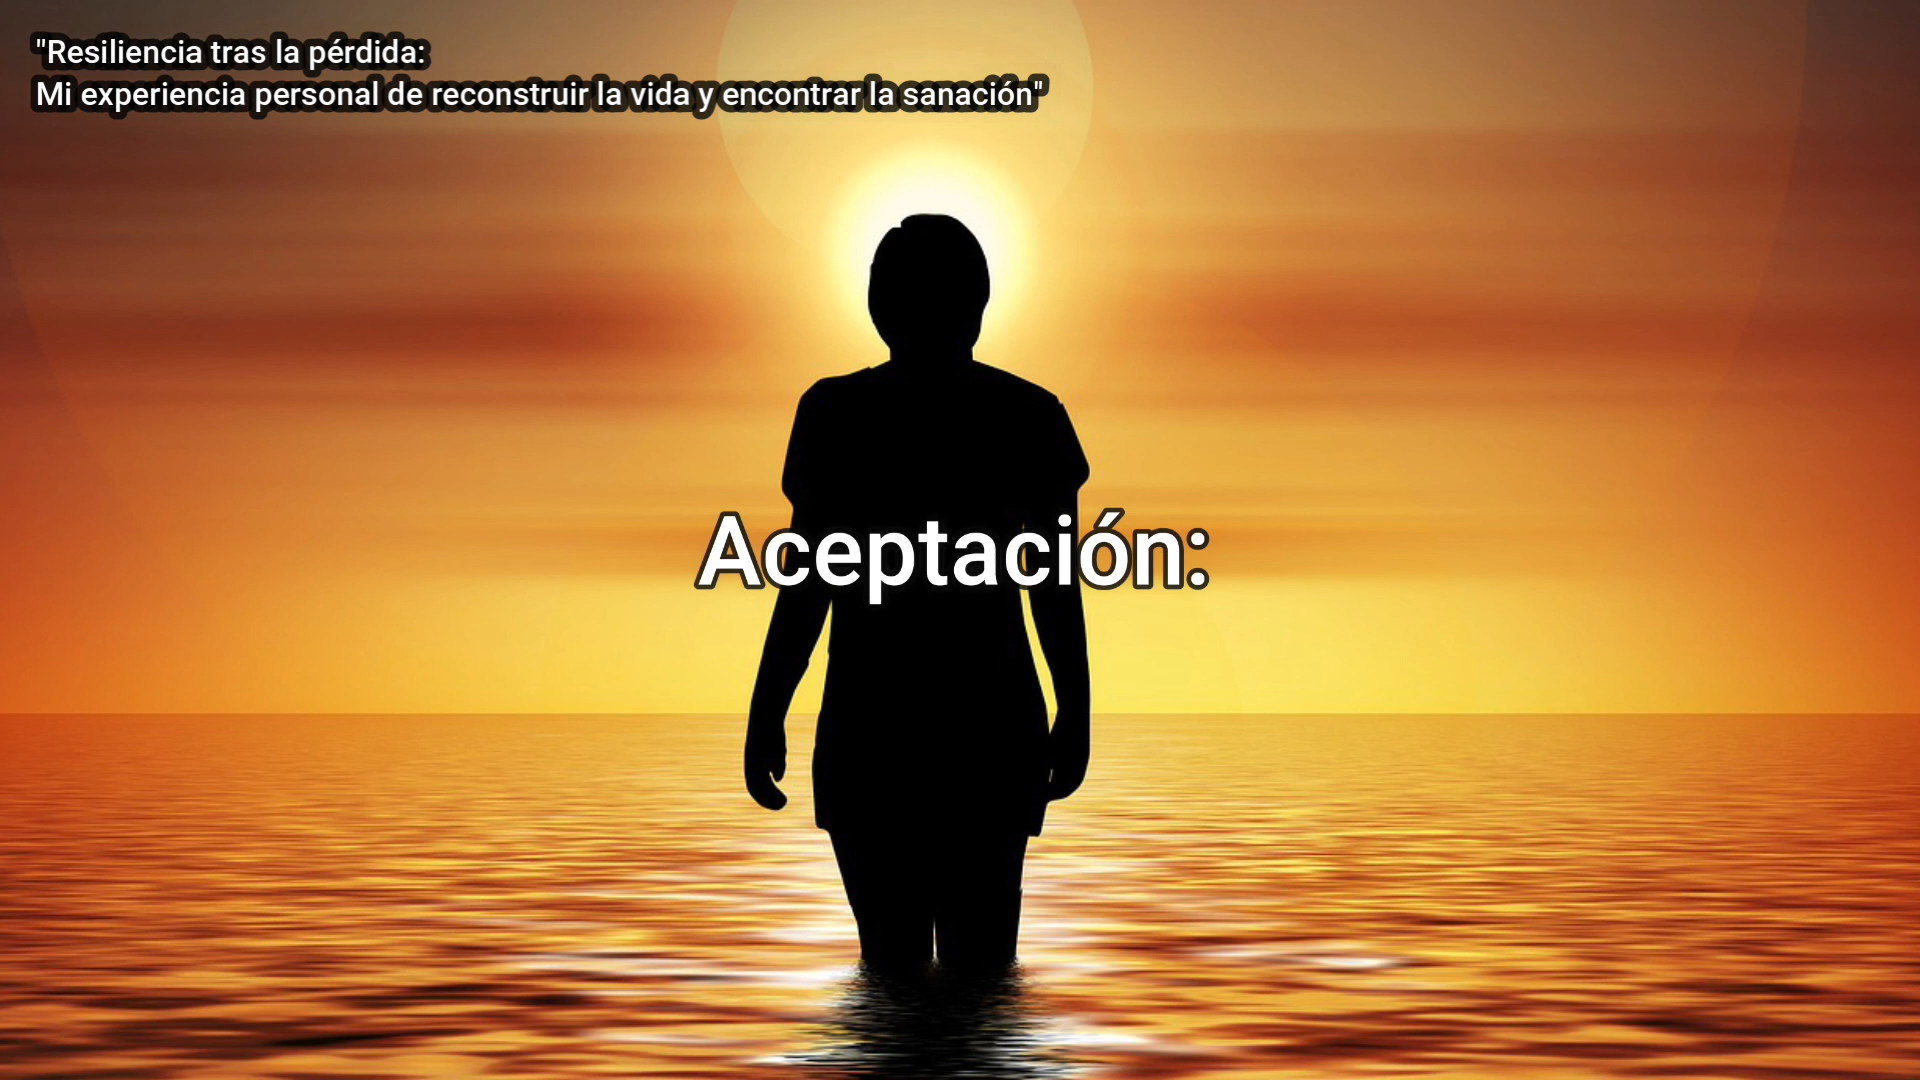 "Resiliencia tras la pérdida:
Mi experiencia personal de reconstruir la vida y encontrar la sanación"
Aceptación: